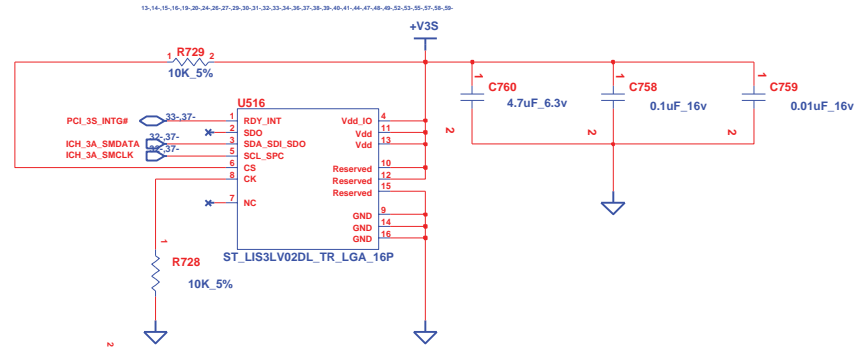 13-,14-,15-,16-,19-,20-,24-,26-,27-,29-,30-,31-,32-,33-,34-,36-,37-,38-,39-,40-,41-,44-,47-,48-,49-,52-,53-,55-,57-,58-,59-
+V3S
1 R729 2
10K_5%
U516
PCI_3S_INTG# 33-,37- 1 RDY_INT Vdd_IO 4
2 SDO Vdd 11
ICH_3A_SMDATA 32-,37- 3 SDA_SDI_SDO Vdd 13
ICH_3A_SMCLK 32-,37- 5 SCL_SPC
6 CS Reserved 10
8 CK Reserved 12
Reserved 15
7 NC
GND 9
GND 14
GND 16
ST_LIS3LV02DL_TR_LGA_16P
1
R728
10K_5%
2
1
C760
4.7uF_6.3v
2
1
C758
0.1uF_16v
2
1
C759
0.01uF_16v
2